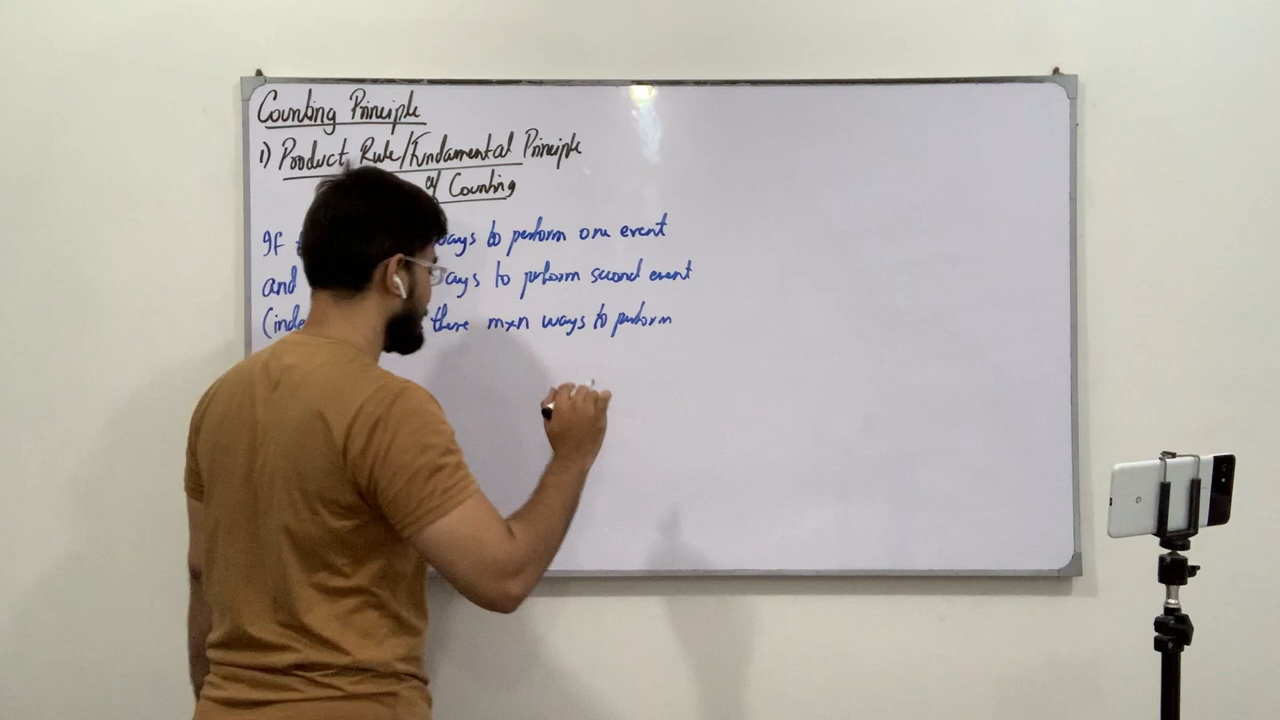 Counting Principle
1) Product Rule/Fundamental Principle
of Counting
If ways to perform one event
and ways to perform second event
(inde there m×n ways to perform